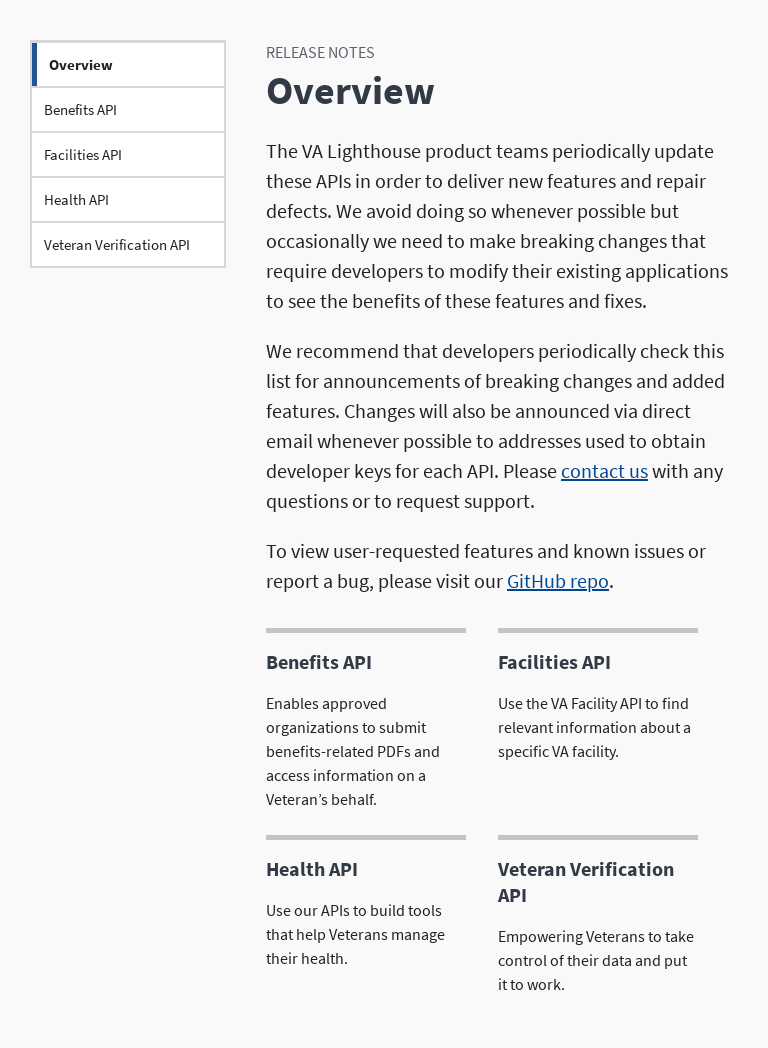 Overview
Benefits API
Facilities API
Health API
Veteran Verification API
RELEASE NOTES
Overview
The VA Lighthouse product teams periodically update
these APIs in order to deliver new features and repair
defects. We avoid doing so whenever possible but
occasionally we need to make breaking changes that
require developers to modify their existing applications
to see the benefits of these features and fixes.
We recommend that developers periodically check this
list for announcements of breaking changes and added
features. Changes will also be announced via direct
email whenever possible to addresses used to obtain
developer keys for each API. Please contact us with any
questions or to request support.
To view user-requested features and known issues or
report a bug, please visit our GitHub repo.
Benefits API
Enables approved
organizations to submit
benefits-related PDFs and
access information on a
Veteran’s behalf.
Facilities API
Use the VA Facility API to find
relevant information about a
specific VA facility.
Health API
Use our APIs to build tools
that help Veterans manage
their health.
Veteran Verification
API
Empowering Veterans to take
control of their data and put
it to work.